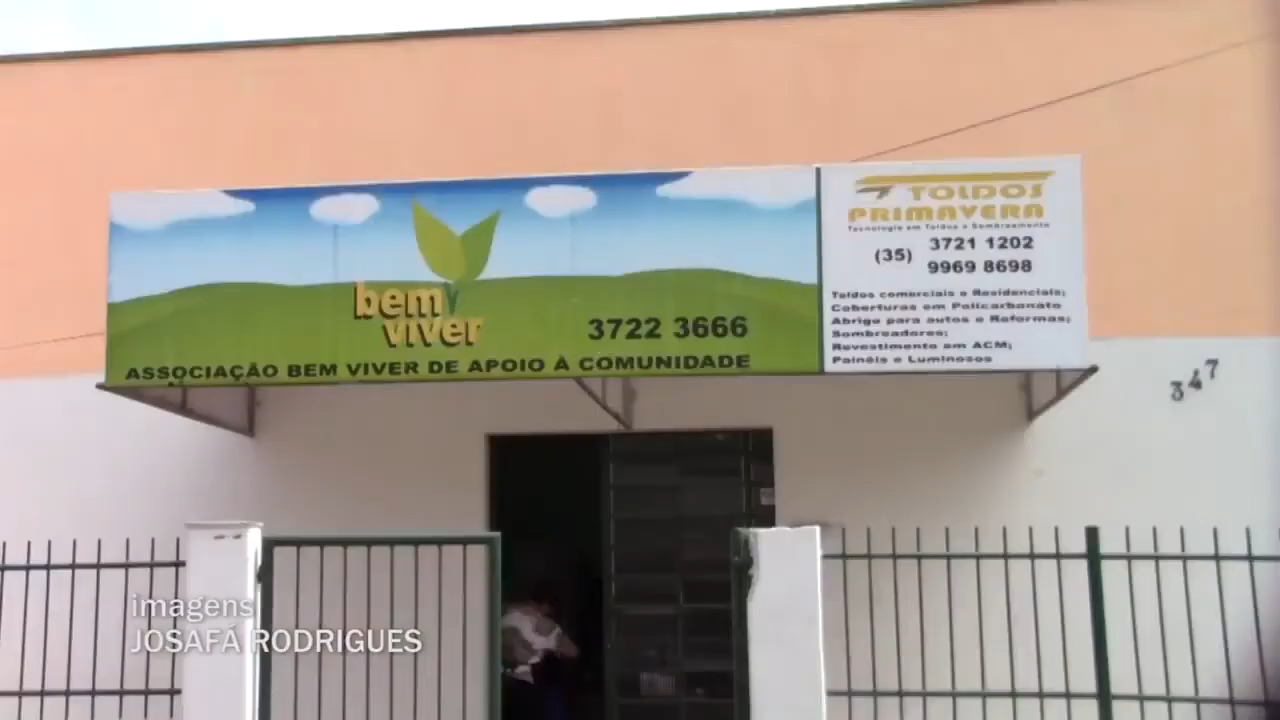 bem
viver
3722 3666
ASSOCIAÇÃO BEM VIVER DE APOIO À COMUNIDADE
TOLDOS
PRIMAVERA
Tecnologia em Toldos e Sombreamento
(35) 3721 1202
9969 8698
Toldos comerciais e Residenciais;
Coberturas em Policarbonato
Abrigo para autos e Reformas;
Sombreadores;
Revestimento em ACM;
Painéis e Luminosos
347
imagens
JOSAFÁ RODRIGUES